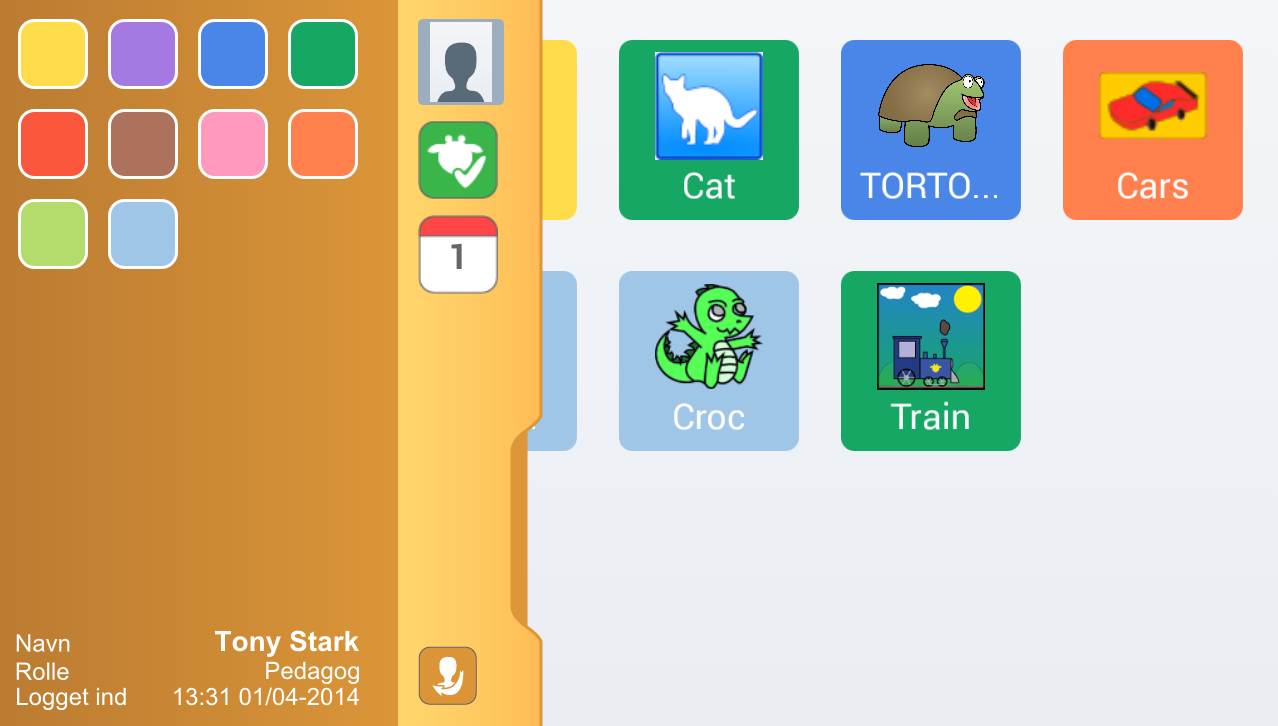 1
Cat
TORTO...
Cars
Croc
Train
Navn Tony Stark
Rolle Pedagog
Logget ind 13:31 01/04-2014